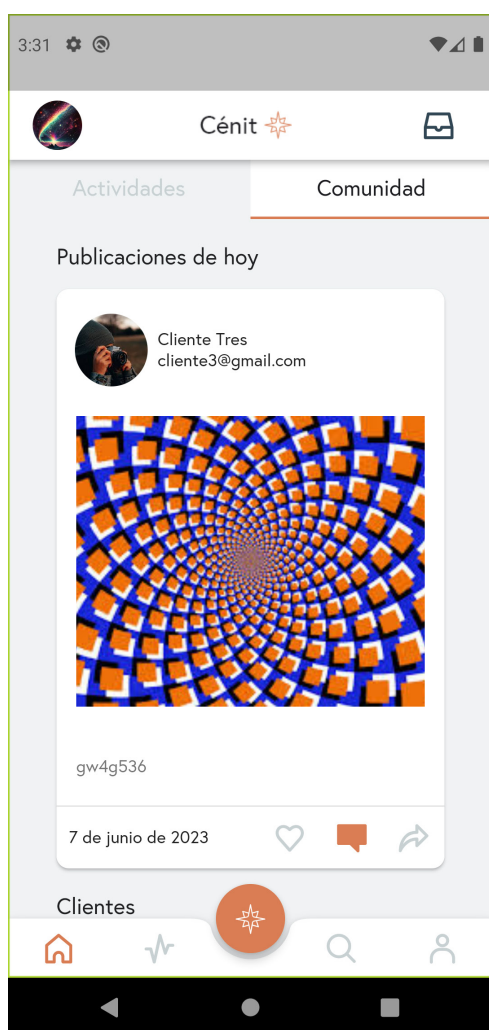 3:31
Cénit
Actividades
Comunidad
Publicaciones de hoy
Cliente Tres
cliente3@gmail.com
gw4g536
7 de junio de 2023
Clientes